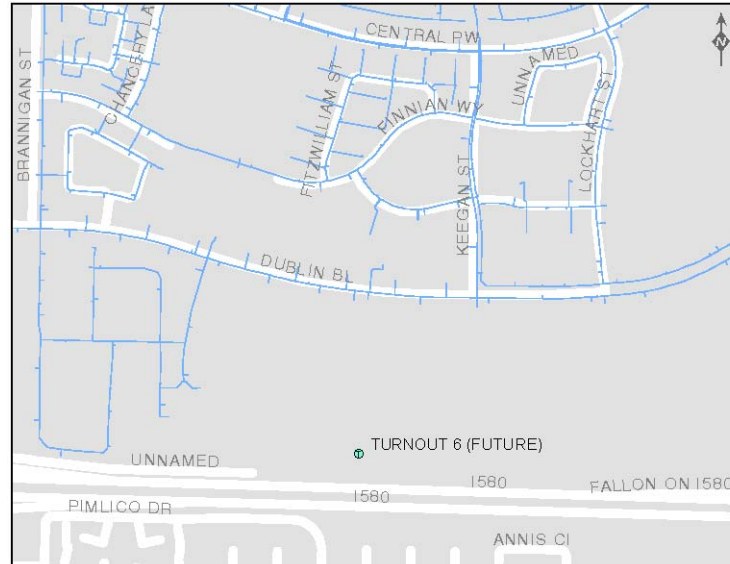 CENTRAL PW
N
UNNAMED
CHANCERY LA
BRANNIGAN ST
FITZWILLIAM ST
FINNIAN WY
LOCKHART ST
KEEGAN ST
DUBLIN BL
TURNOUT 6 (FUTURE)
UNNAMED
I580
I580
FALLON ON I580
PIMLICO DR
ANNIS CI